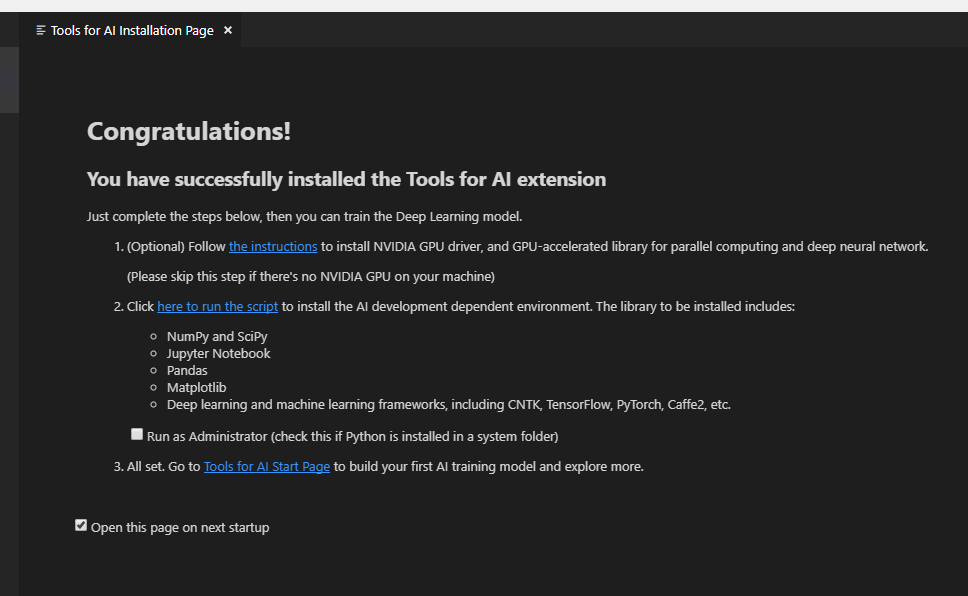 Tools for AI Installation Page
Congratulations!
You have successfully installed the Tools for AI extension
Just complete the steps below, then you can train the Deep Learning model.
1. (Optional) Follow the instructions to install NVIDIA GPU driver, and GPU-accelerated library for parallel computing and deep neural network.
(Please skip this step if there's no NVIDIA GPU on your machine)
2. Click here to run the script to install the AI development dependent environment. The library to be installed includes:
NumPy and SciPy
Jupyter Notebook
Pandas
Matplotlib
Deep learning and machine learning frameworks, including CNTK, TensorFlow, PyTorch, Caffe2, etc.
Run as Administrator (check this if Python is installed in a system folder)
3. All set. Go to Tools for AI Start Page to build your first AI training model and explore more.
Open this page on next startup